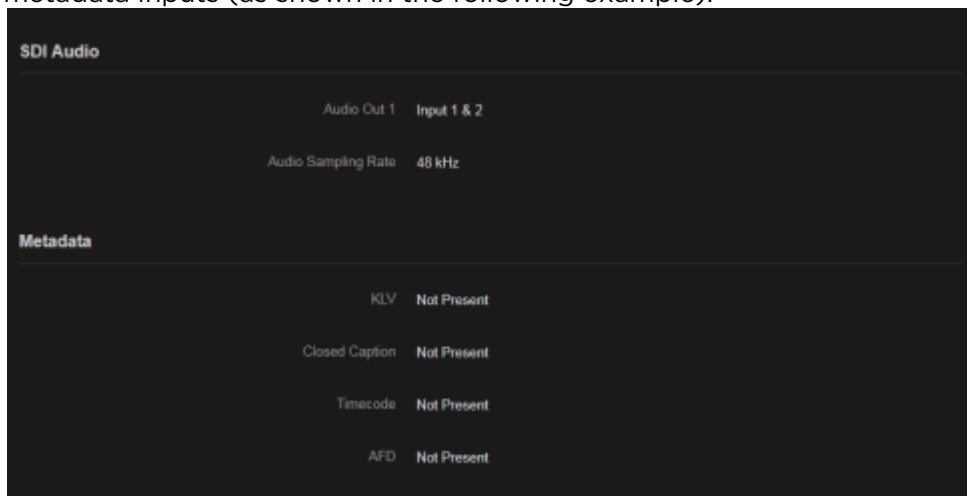 metadata inputs (as shown in the following example).
SDI Audio
Audio Out 1 Input 1 & 2
Audio Sampling Rate 48 kHz
Metadata
KLV Not Present
Closed Caption Not Present
Timecode Not Present
AFD Not Present